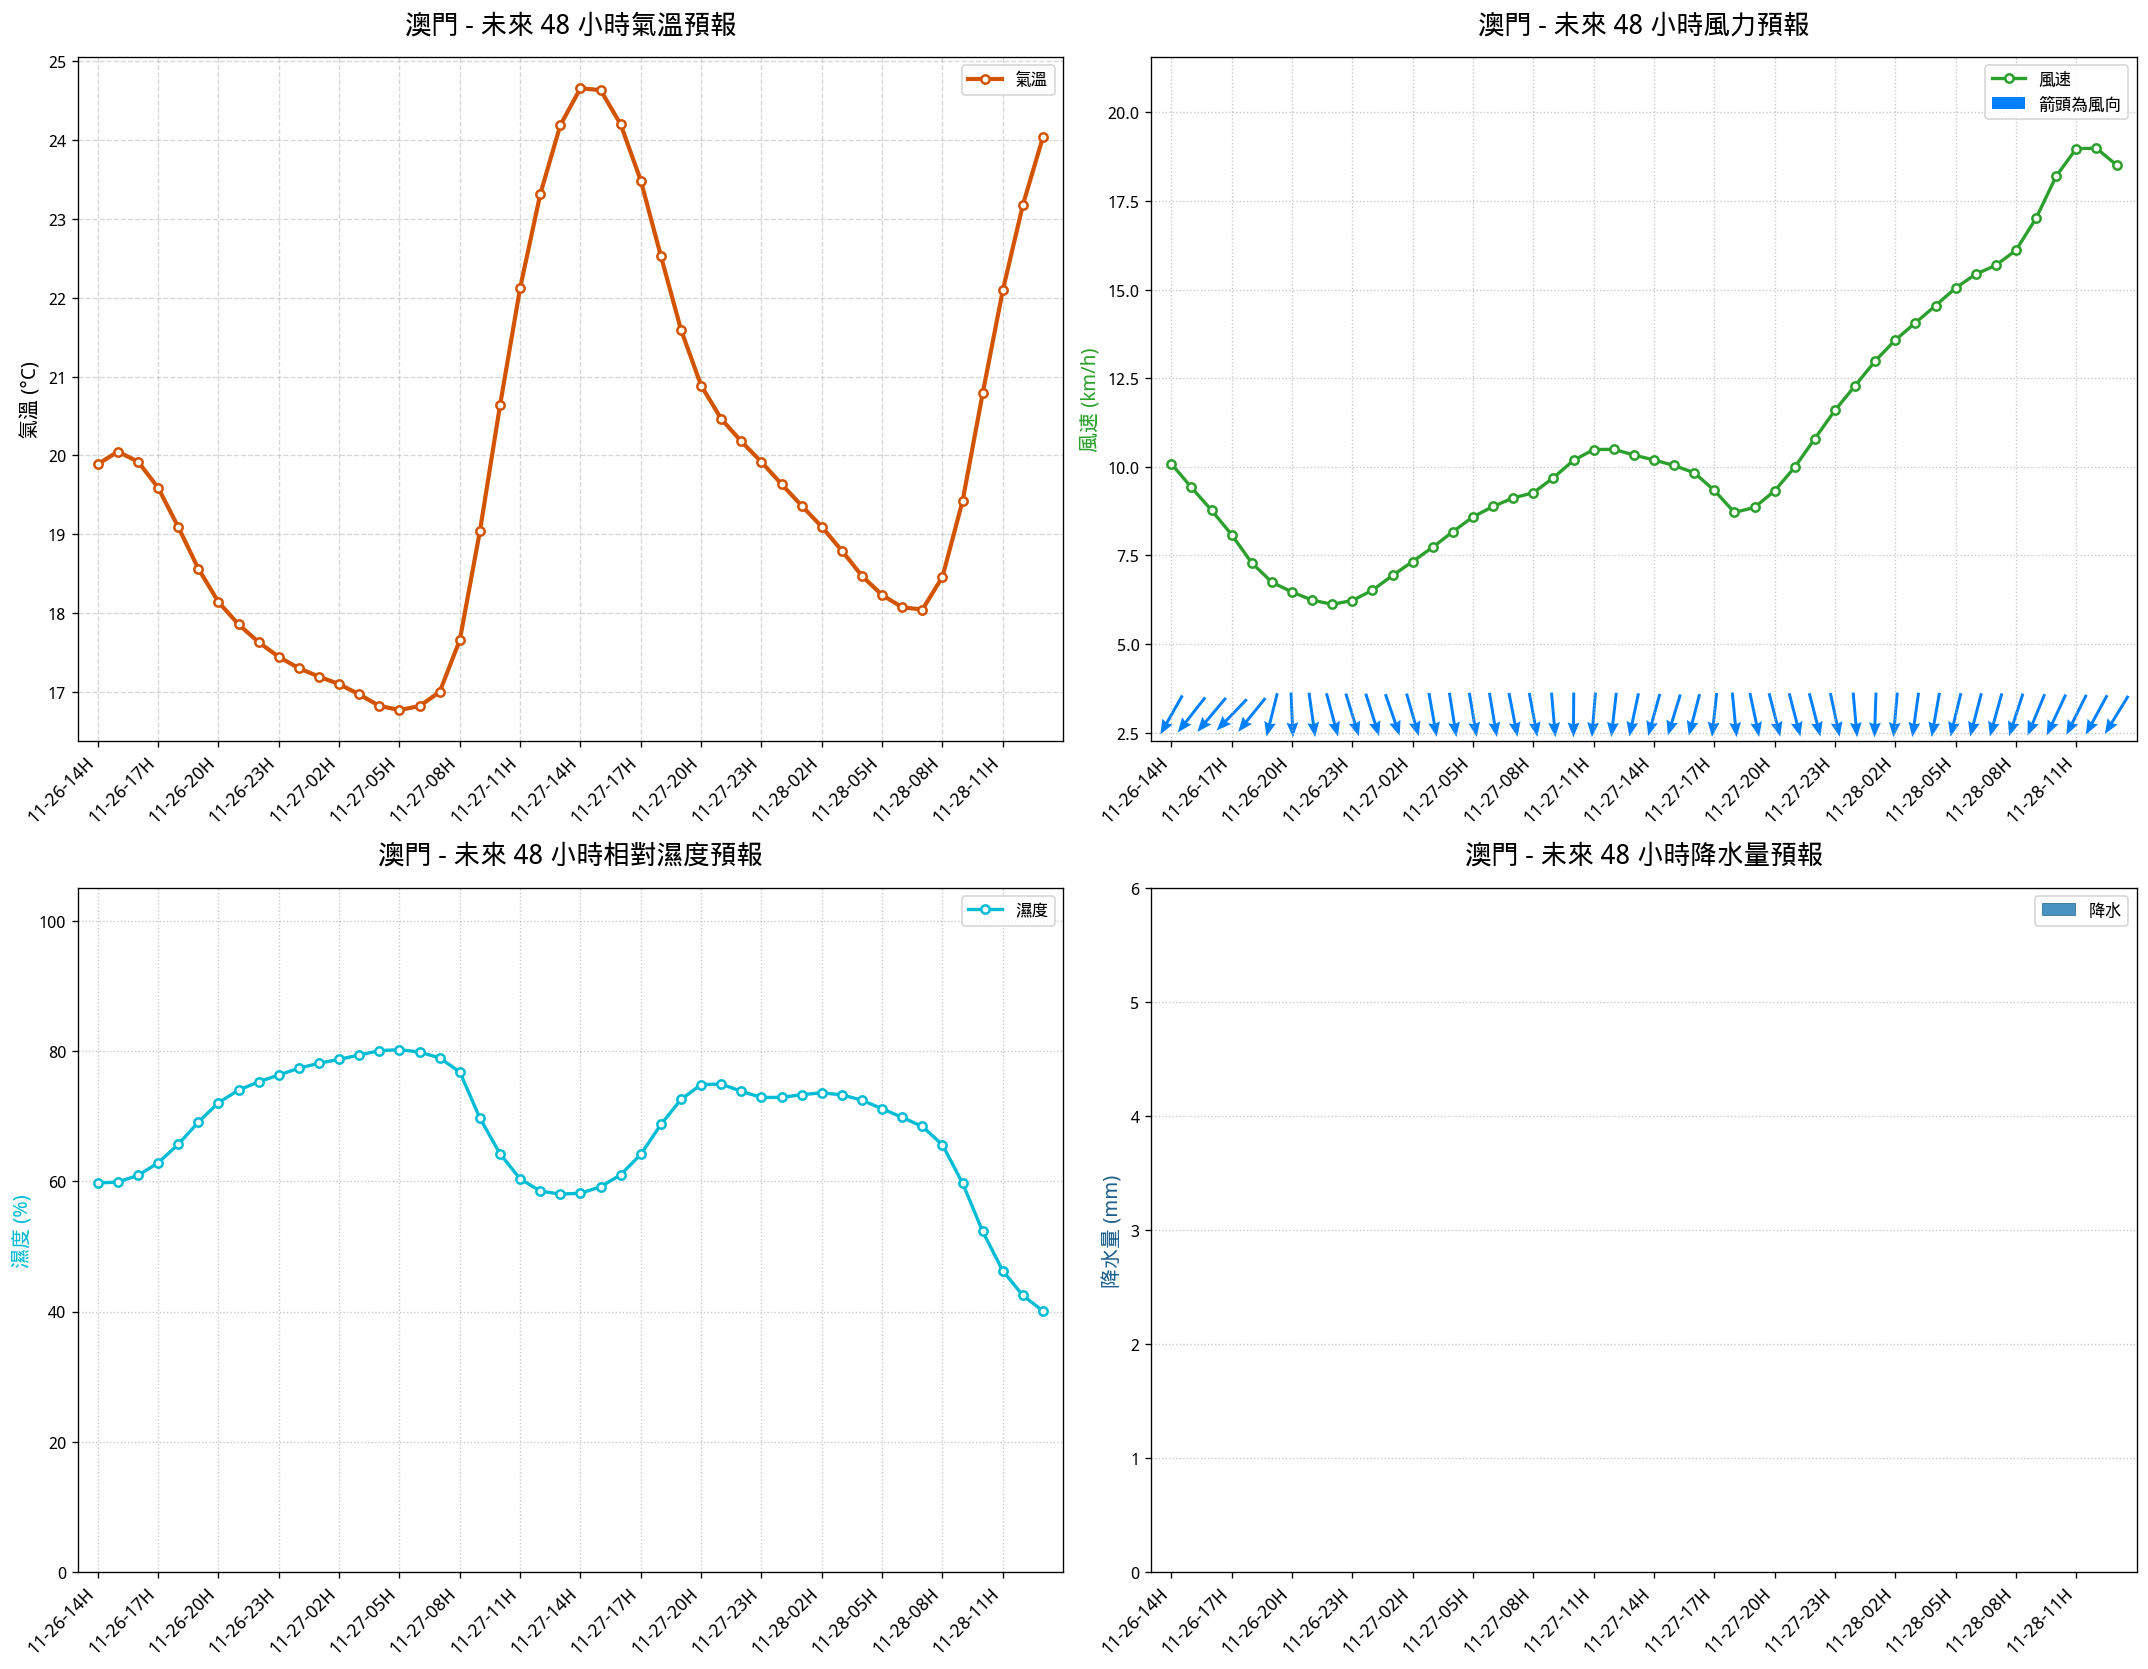 澳門 - 未來 48 小時氣溫預報
氣溫
25
24
23
22
21
20
19
18
17
氣溫 (°C)
11-26-14H
11-26-17H
11-26-20H
11-26-23H
11-27-02H
11-27-05H
11-27-08H
11-27-11H
11-27-14H
11-27-17H
11-27-20H
11-27-23H
11-28-02H
11-28-05H
11-28-08H
11-28-11H
澳門 - 未來 48 小時風力預報
風速
箭頭為風向
20.0
17.5
15.0
12.5
10.0
7.5
5.0
2.5
風速 (km/h)
11-26-14H
11-26-17H
11-26-20H
11-26-23H
11-27-02H
11-27-05H
11-27-08H
11-27-11H
11-27-14H
11-27-17H
11-27-20H
11-27-23H
11-28-02H
11-28-05H
11-28-08H
11-28-11H
澳門 - 未來 48 小時相對濕度預報
濕度
100
80
60
40
20
0
濕度 (%)
11-26-14H
11-26-17H
11-26-20H
11-26-23H
11-27-02H
11-27-05H
11-27-08H
11-27-11H
11-27-14H
11-27-17H
11-27-20H
11-27-23H
11-28-02H
11-28-05H
11-28-08H
11-28-11H
澳門 - 未來 48 小時降水量預報
降水
6
5
4
3
2
1
0
降水量 (mm)
11-26-14H
11-26-17H
11-26-20H
11-26-23H
11-27-02H
11-27-05H
11-27-08H
11-27-11H
11-27-14H
11-27-17H
11-27-20H
11-27-23H
11-28-02H
11-28-05H
11-28-08H
11-28-11H